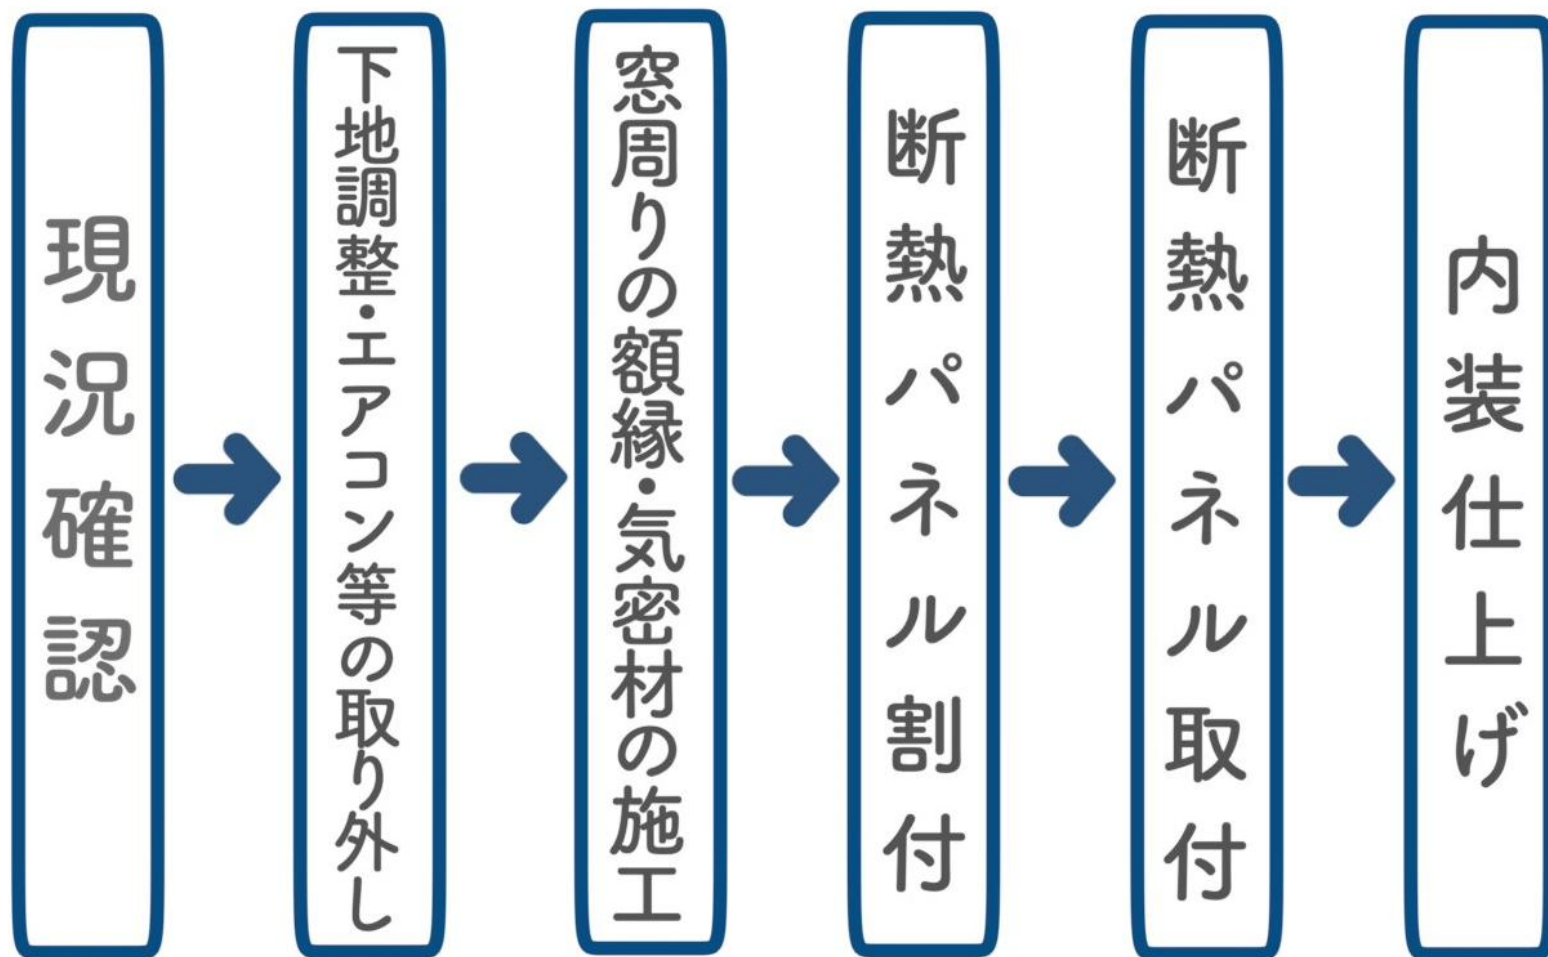 現況確認
下地調整・エアコン等の取り外し
窓周りの額縁・気密材の施工
断熱パネル割付
断熱パネル取付
内装仕上げ